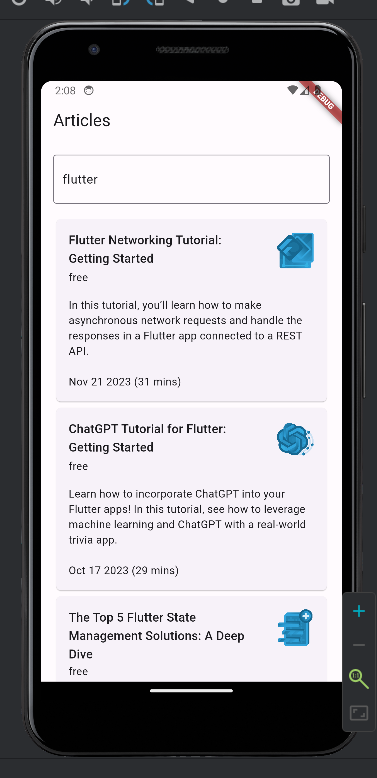 2:08
DEBUG
Articles
flutter
Flutter Networking Tutorial:
Getting Started
free
In this tutorial, you'll learn how to make
asynchronous network requests and handle the
responses in a Flutter app connected to a REST
API.
Nov 21 2023 (31 mins)
ChatGPT Tutorial for Flutter:
Getting Started
free
Learn how to incorporate ChatGPT into your
Flutter apps! In this tutorial, see how to leverage
machine learning and ChatGPT with a real-world
trivia app.
Oct 17 2023 (29 mins)
The Top 5 Flutter State
Management Solutions: A Deep
Dive
free